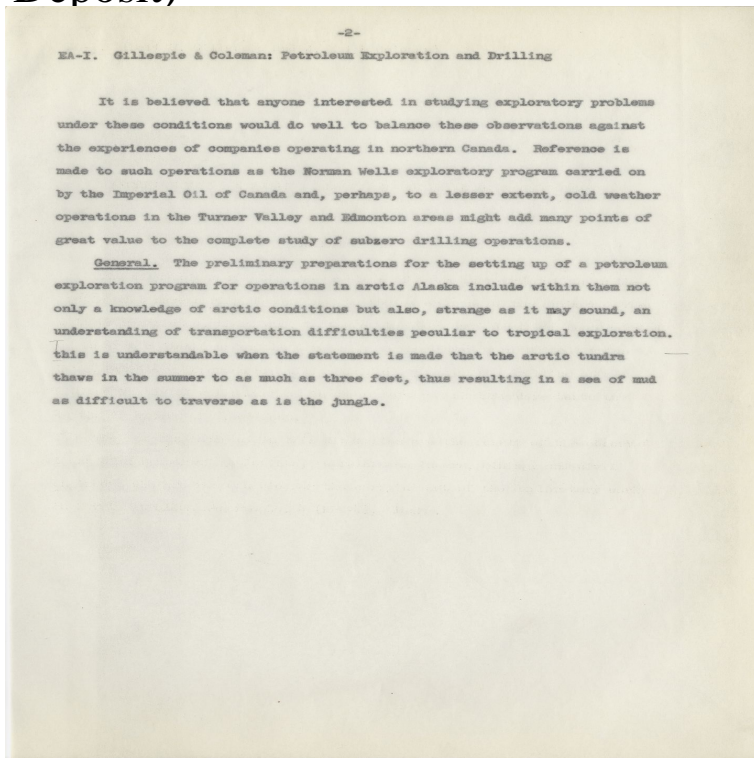 Deposit)
-2-
EA-I. Gillespie & Coleman: Petroleum Exploration and Drilling
It is believed that anyone interested in studying exploratory problems
under these conditions would do well to balance these observations against
the experiences of companies operating in northern Canada. Reference is
made to such operations as the Norman Wells exploratory program carried on
by the Imperial Oil of Canada and, perhaps, to a lesser extent, cold weather
operations in the Turner Valley and Edmonton areas might add many points of
great value to the complete study of subzero drilling operations.
General. The preliminary preparations for the setting up of a petroleum
exploration program for operations in arctic Alaska include within them not
only a knowledge of arctic conditions but also, strange as it may sound, an
understanding of transportation difficulties peculiar to tropical exploration.
this is understandable when the statement is made that the arctic tundra
thaws in the summer to as much as three feet, thus resulting in a sea of mud
as difficult to traverse as is the jungle.